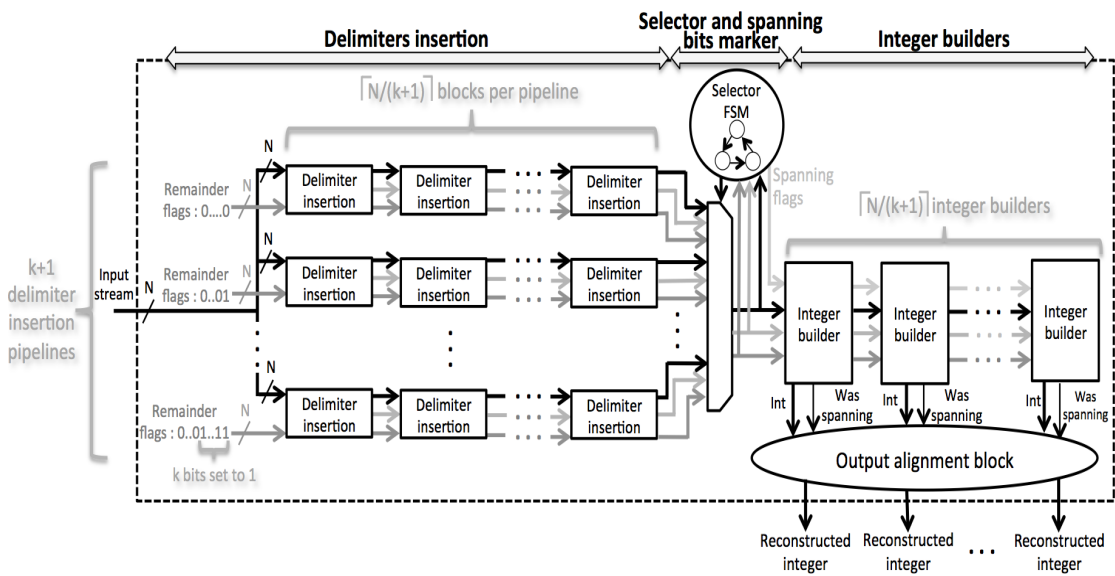 Delimiters insertion
Selector and spanning
bits marker
Integer builders
⌈N/(k+1)⌉ blocks per pipeline
Selector
FSM
N
Remainder
flags : 0....0
N
Delimiter
insertion
Delimiter
insertion
. . .
Delimiter
insertion
Spanning
flags
⌈N/(k+1)⌉ integer builders
k+1
delimiter
insertion
pipelines
Input
stream
N
N
Remainder
flags : 0..01
N
Delimiter
insertion
Delimiter
insertion
. . .
Delimiter
insertion
Integer
builder
Integer
builder
. . .
Integer
builder
N
Remainder
flags : 0..01..11
N
k bits set to 1
Delimiter
insertion
Delimiter
insertion
. . .
Delimiter
insertion
Int
Was
spanning
Int
Was
spanning
Int
Was
spanning
Output alignment block
Reconstructed
integer
Reconstructed
integer
. . .
Reconstructed
integer